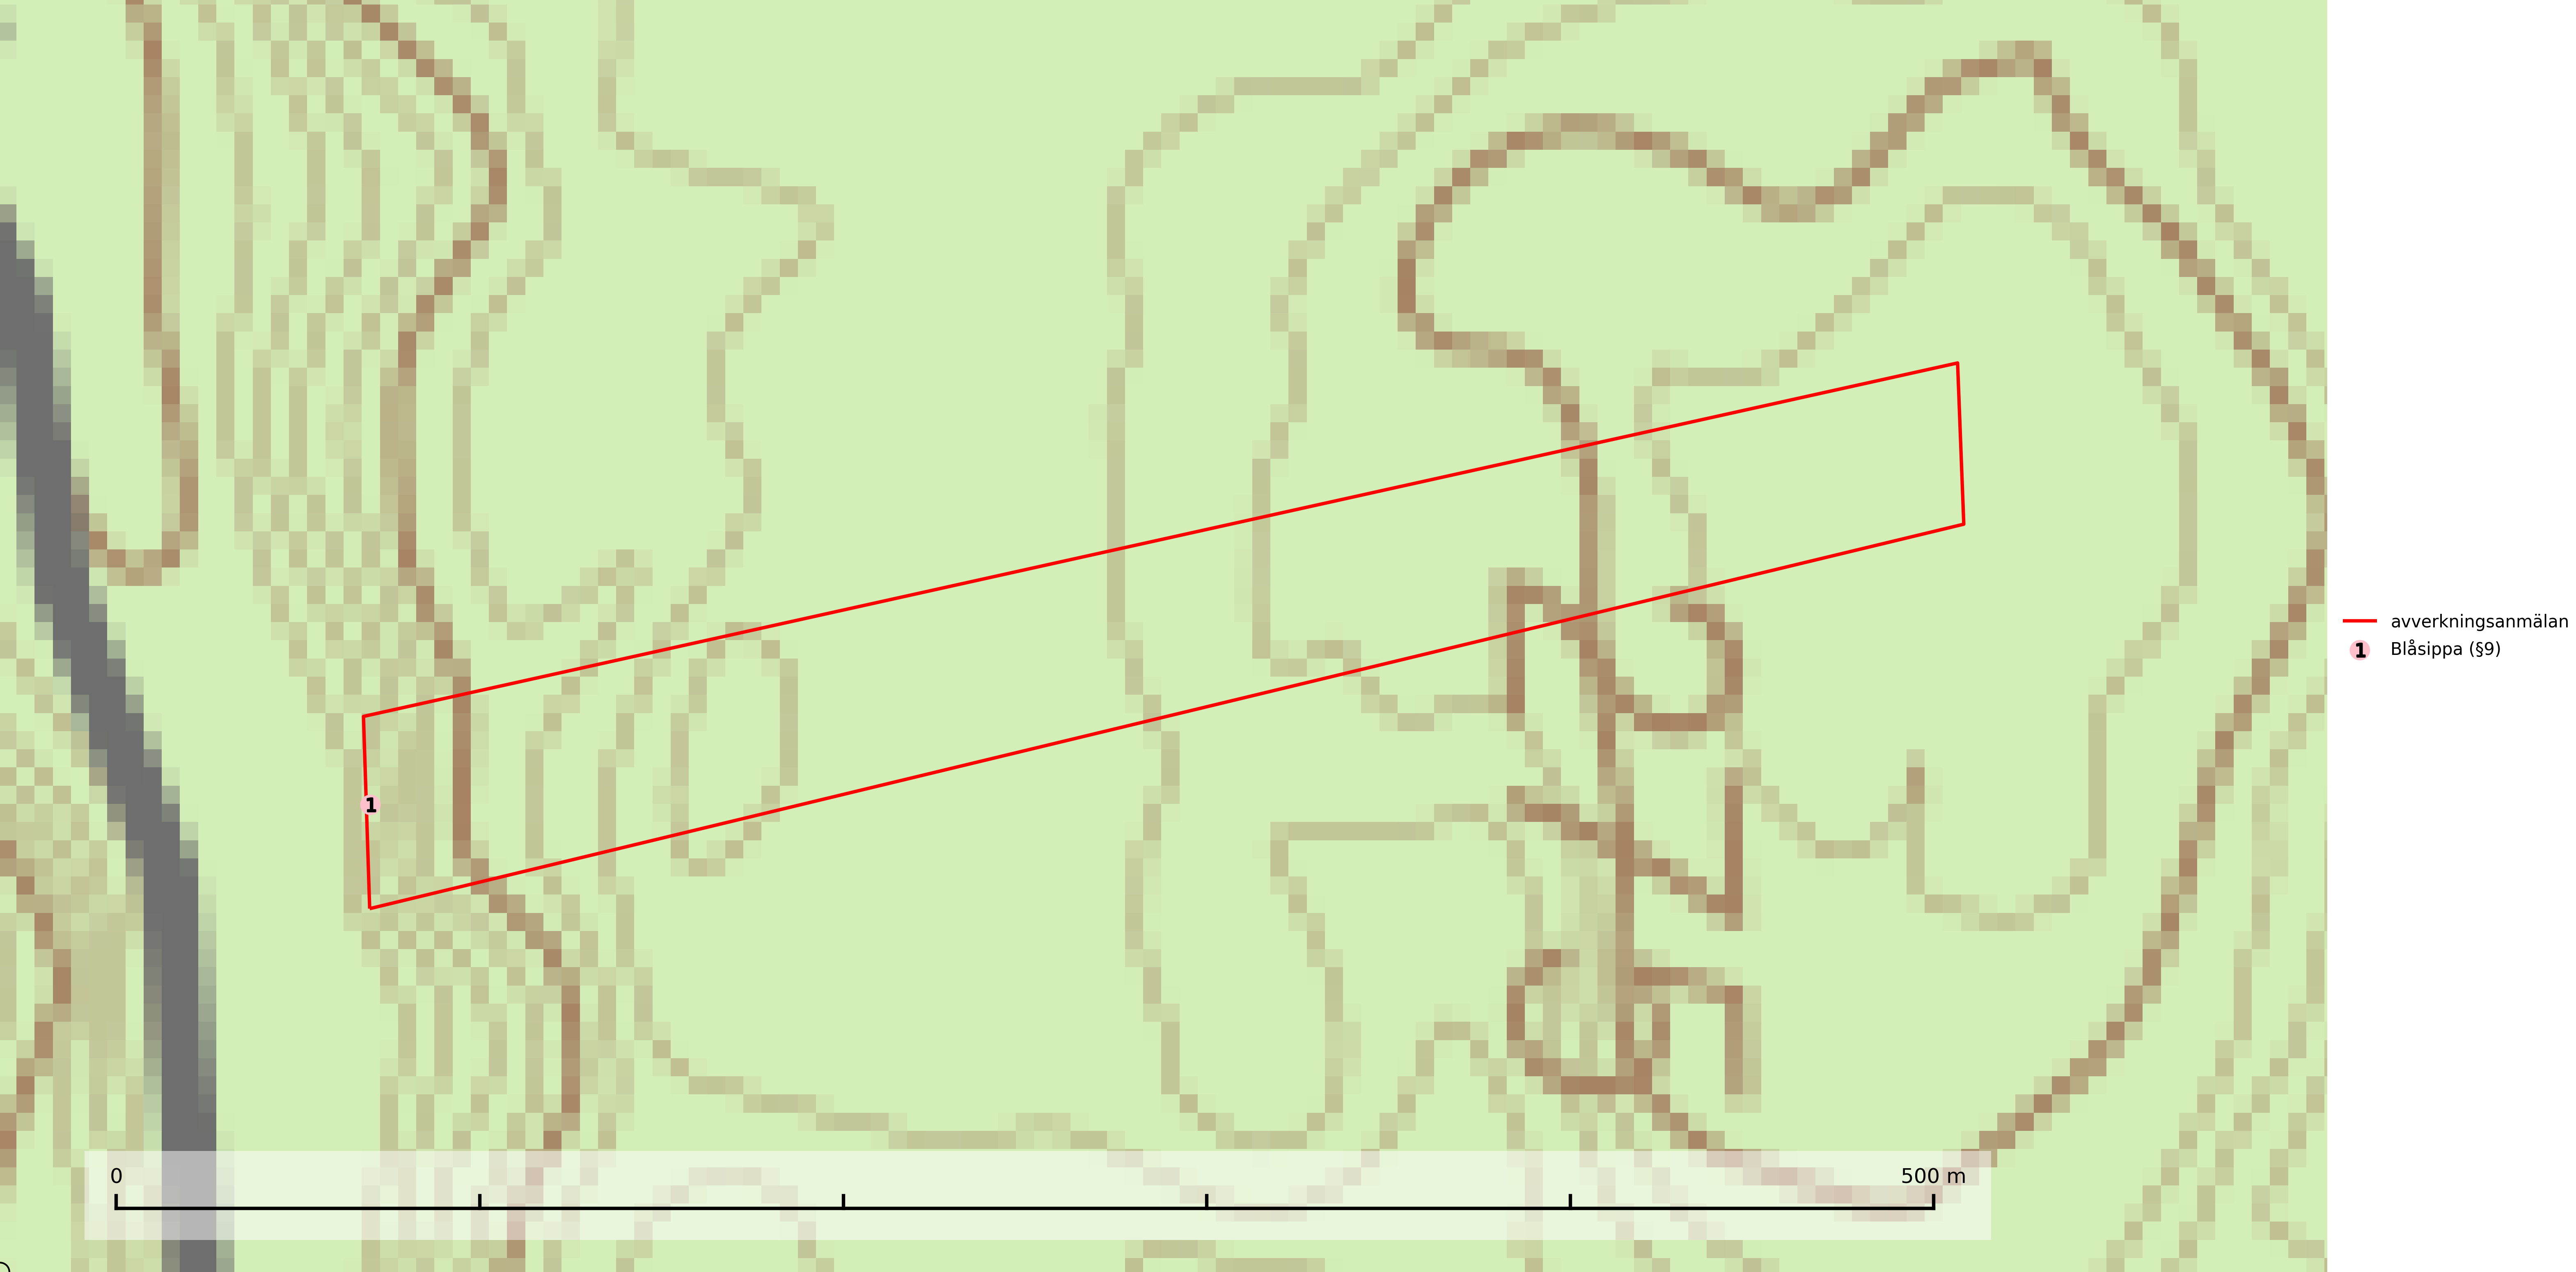 avverkningsanmälan
1 Blåsippa (§9)
1
0 500 m